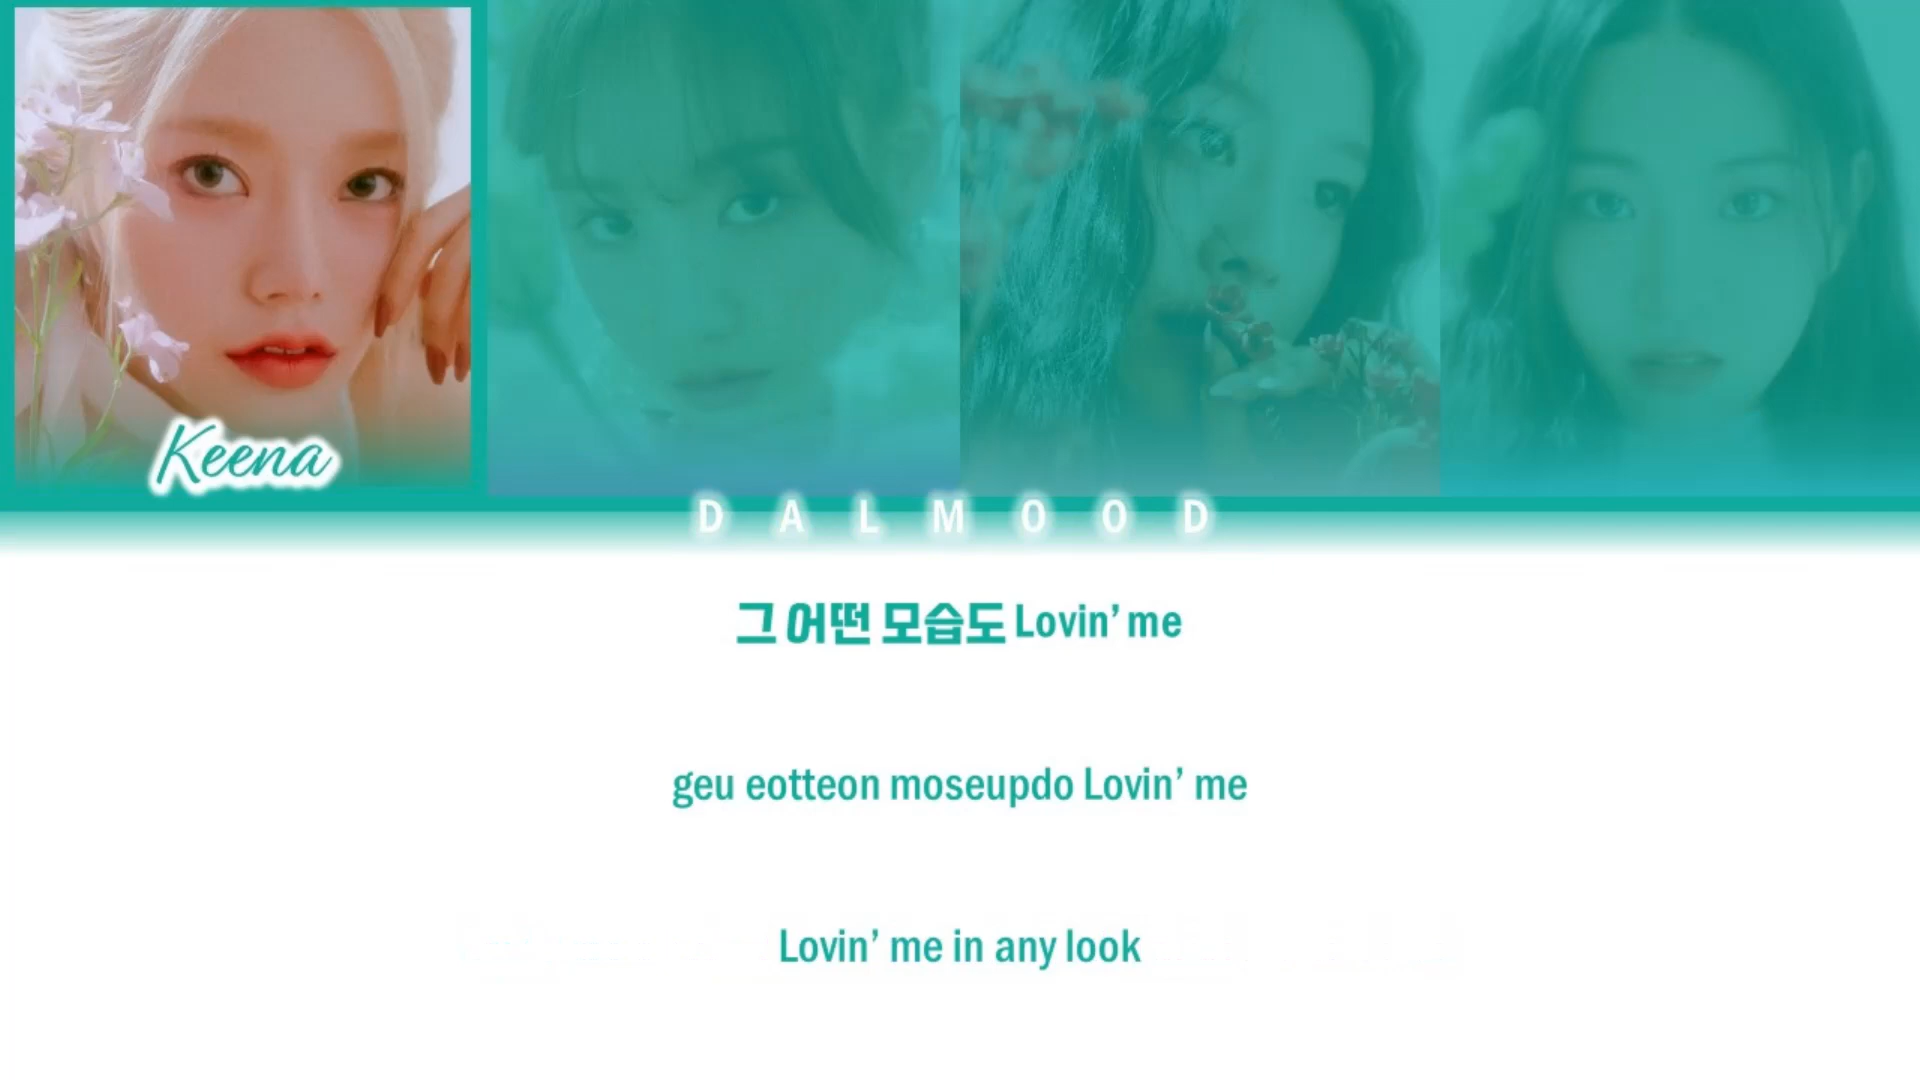 Keena
DALMOOD
그 어떤 모습도 Lovin’ me
geu eotteon moseupdo Lovin’ me
Lovin’ me in any look